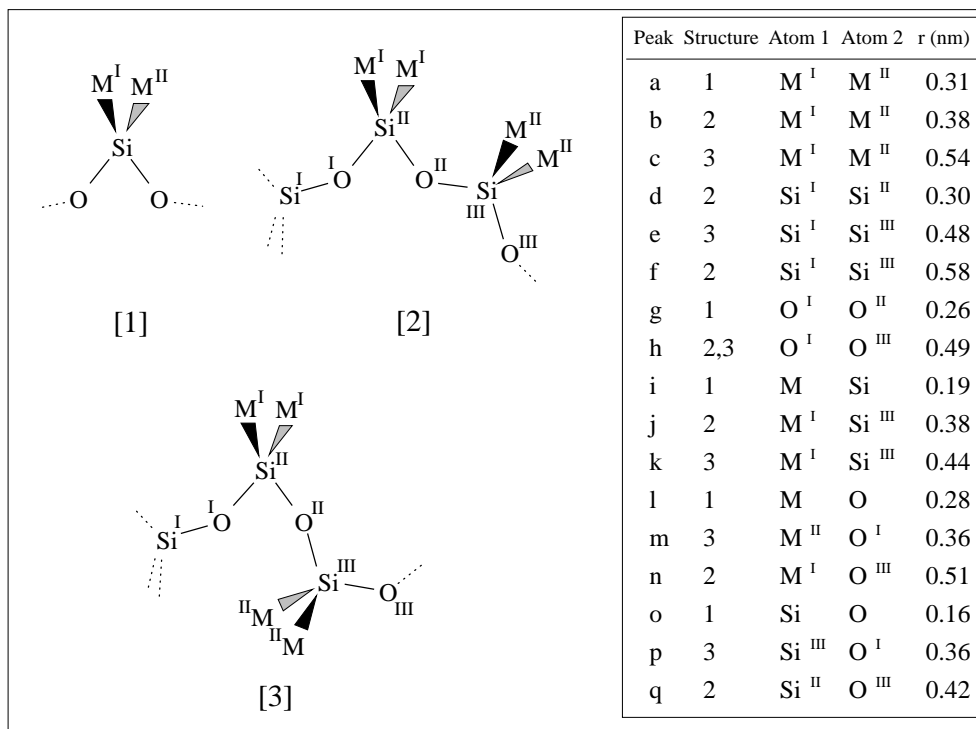 M I M II
Si
O O
[1]
M I M I
Si II
Si I O I O II Si III
M II M II
O III
[2]
M I M I
Si II
Si I O I O II
Si III O III
II M II M
[3]
Peak Structure Atom 1 Atom 2 r (nm)
a 1 M I M II 0.31
b 2 M I M II 0.38
c 3 M I M II 0.54
d 2 Si I Si II 0.30
e 3 Si I Si III 0.48
f 2 Si I Si III 0.58
g 1 O I O II 0.26
h 2,3 O I O III 0.49
i 1 M Si 0.19
j 2 M I Si III 0.38
k 3 M I Si III 0.44
l 1 M O 0.28
m 3 M II O I 0.36
n 2 M I O III 0.51
o 1 Si O 0.16
p 3 Si III O I 0.36
q 2 Si II O III 0.42